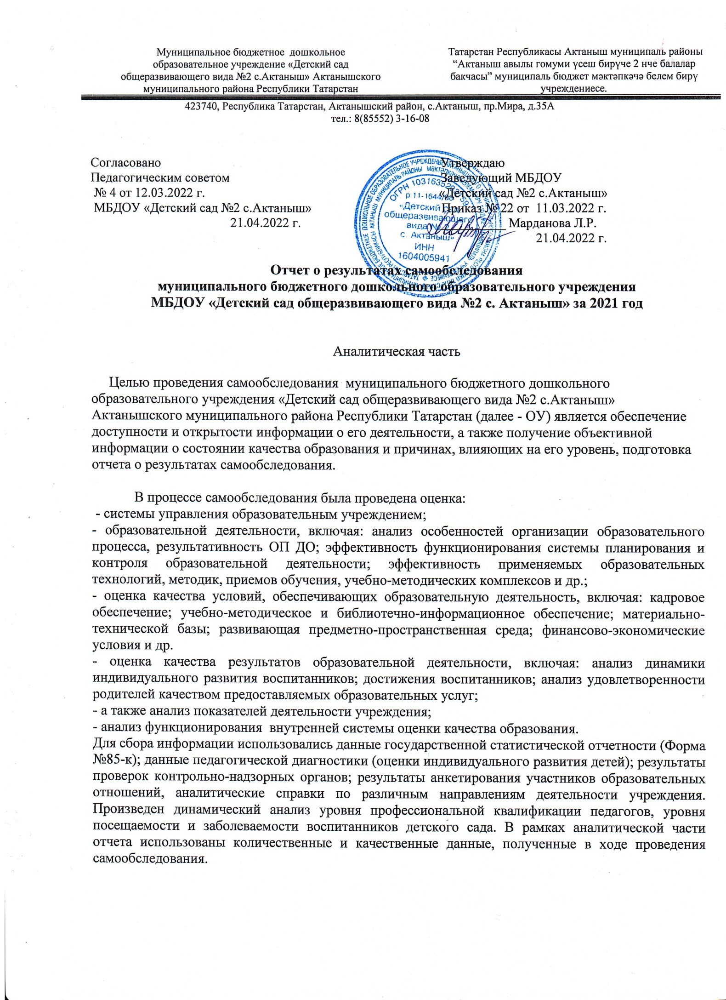 Муниципальное бюджетное дошкольное
образовательное учреждение «Детский сад
общеразвивающего вида №2 с.Актаныш» Актанышского
муниципального района Республики Татарстан
Татарстан Республикасы Актаныш муниципаль районы
“Актаныш авылы гомуми үсеш бирүче 2 нче балалар
бакчасы” муниципаль бюджет мәктәпкәчә белем бирү
учреждениесе.
423740, Республика Татарстан, Актанышский район, с.Актаныш, пр.Мира, д.35А
тел.: 8(85552) 3-16-08
Согласовано
Педагогическим советом
№ 4 от 12.03.2022 г.
МБДОУ «Детский сад №2 с.Актаныш»
21.04.2022 г.
Утверждаю
Заведующий МБДОУ
«Детский сад №2 с.Актаныш»
Приказ № 22 от 11.03.2022 г.
Марданова Л.Р.
21.04.2022 г.
«Детский сад
общеразвивающего
вида № 2
с. Актаныш»
ИНН
1604005941
Отчет о результатах самообследования
муниципального бюджетного дошкольного образовательного учреждения
МБДОУ «Детский сад общеразвивающего вида №2 с. Актаныш» за 2021 год
Аналитическая часть
Целью проведения самообследования муниципального бюджетного дошкольного
образовательного учреждения «Детский сад общеразвивающего вида №2 с.Актаныш»
Актанышского муниципального района Республики Татарстан (далее - ОУ) является обеспечение
доступности и открытости информации о его деятельности, а также получение объективной
информации о состоянии качества образования и причинах, влияющих на его уровень, подготовка
отчета о результатах самообследования.
В процессе самообследования была проведена оценка:
- системы управления образовательным учреждением;
- образовательной деятельности, включая: анализ особенностей организации образовательного
процесса, результативность ОП ДО; эффективность функционирования системы планирования и
контроля образовательной деятельности; эффективность применяемых образовательных
технологий, методик, приемов обучения, учебно-методических комплексов и др.;
- оценка качества условий, обеспечивающих образовательную деятельность, включая: кадровое
обеспечение; учебно-методическое и библиотечно-информационное обеспечение; материально-
технической базы; развивающая предметно-пространственная среда; финансово-экономические
условия и др.
- оценка качества результатов образовательной деятельности, включая: анализ динамики
индивидуального развития воспитанников; достижения воспитанников; анализ удовлетворенности
родителей качеством предоставляемых образовательных услуг;
- а также анализ показателей деятельности учреждения;
- анализ функционирования внутренней системы оценки качества образования.
Для сбора информации использовались данные государственной статистической отчетности (Форма
№85-к); данные педагогической диагностики (оценки индивидуального развития детей); результаты
проверок контрольно-надзорных органов; результаты анкетирования участников образовательных
отношений, аналитические справки по различным направлениям деятельности учреждения.
Произведен динамический анализ уровня профессиональной квалификации педагогов, уровня
посещаемости и заболеваемости воспитанников детского сада. В рамках аналитической части
отчета использованы количественные и качественные данные, полученные в ходе проведения
самообследования.